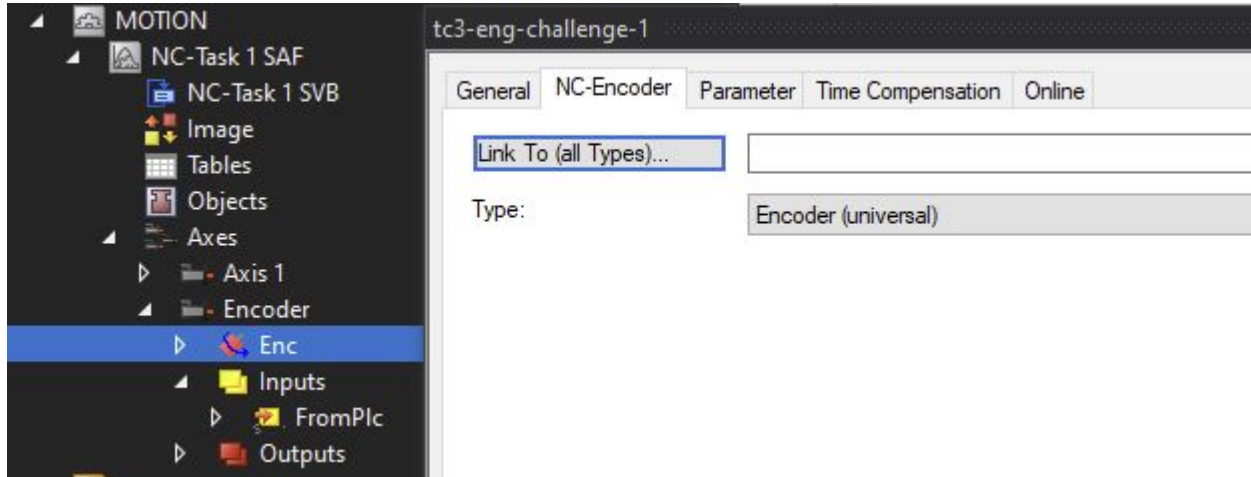 MOTION
NC-Task 1 SAF
NC-Task 1 SVB
Image
Tables
Objects
Axes
Axis 1
Encoder
Enc
Inputs
FromPlc
Outputs
tc3-eng-challenge-1
General NC-Encoder Parameter Time Compensation Online
Link To (all Types)...
Type: Encoder (universal)